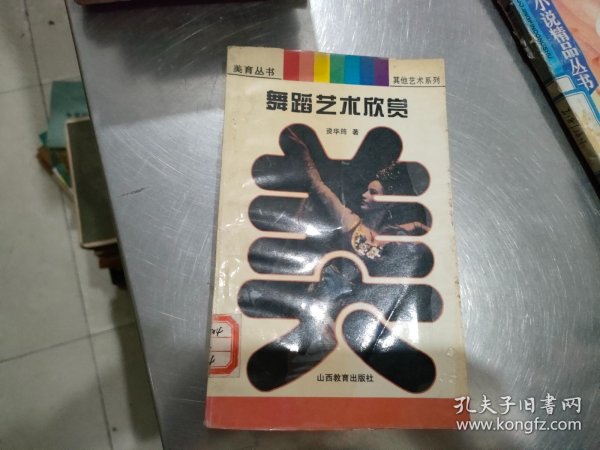 美育丛书
其他艺术系列
舞蹈艺术欣赏
资华筠 著
美
山西教育出版社
小说精品丛书
孔夫子旧书网
www.kongfz.com